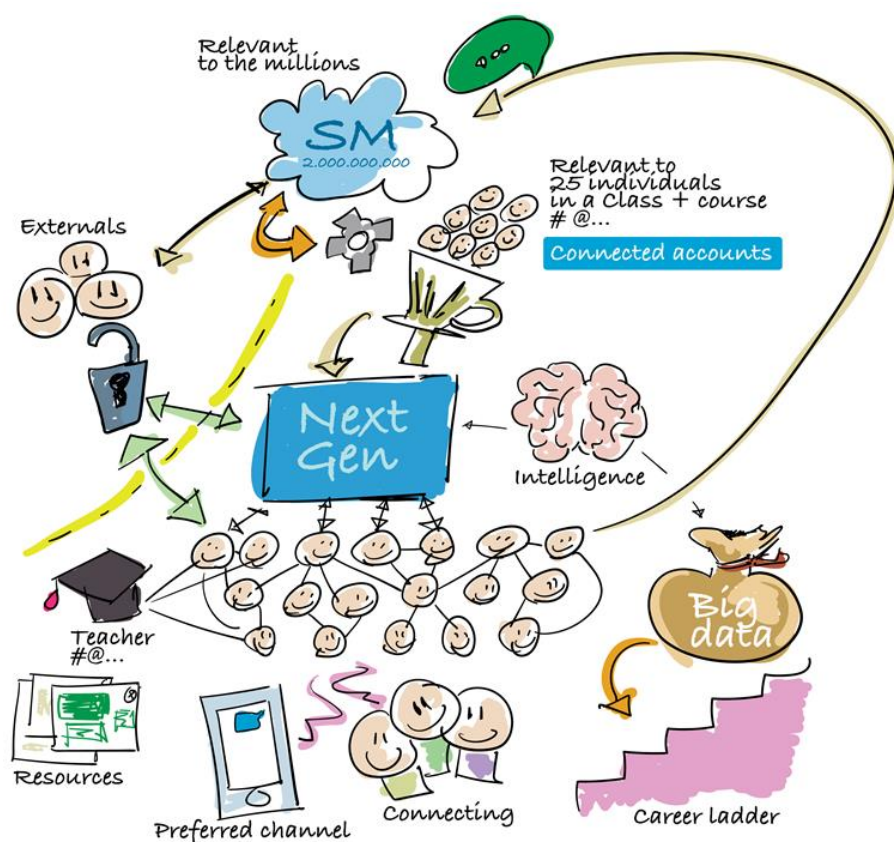 Relevant
to the millions
SM
2.000.000.000
Relevant to
25 individuals
in a Class + course
# @...
Connected accounts
Externals
Next
Gen
Intelligence
Big
data
Teacher
#@...
Resources
Preferred channel
Connecting
Career ladder